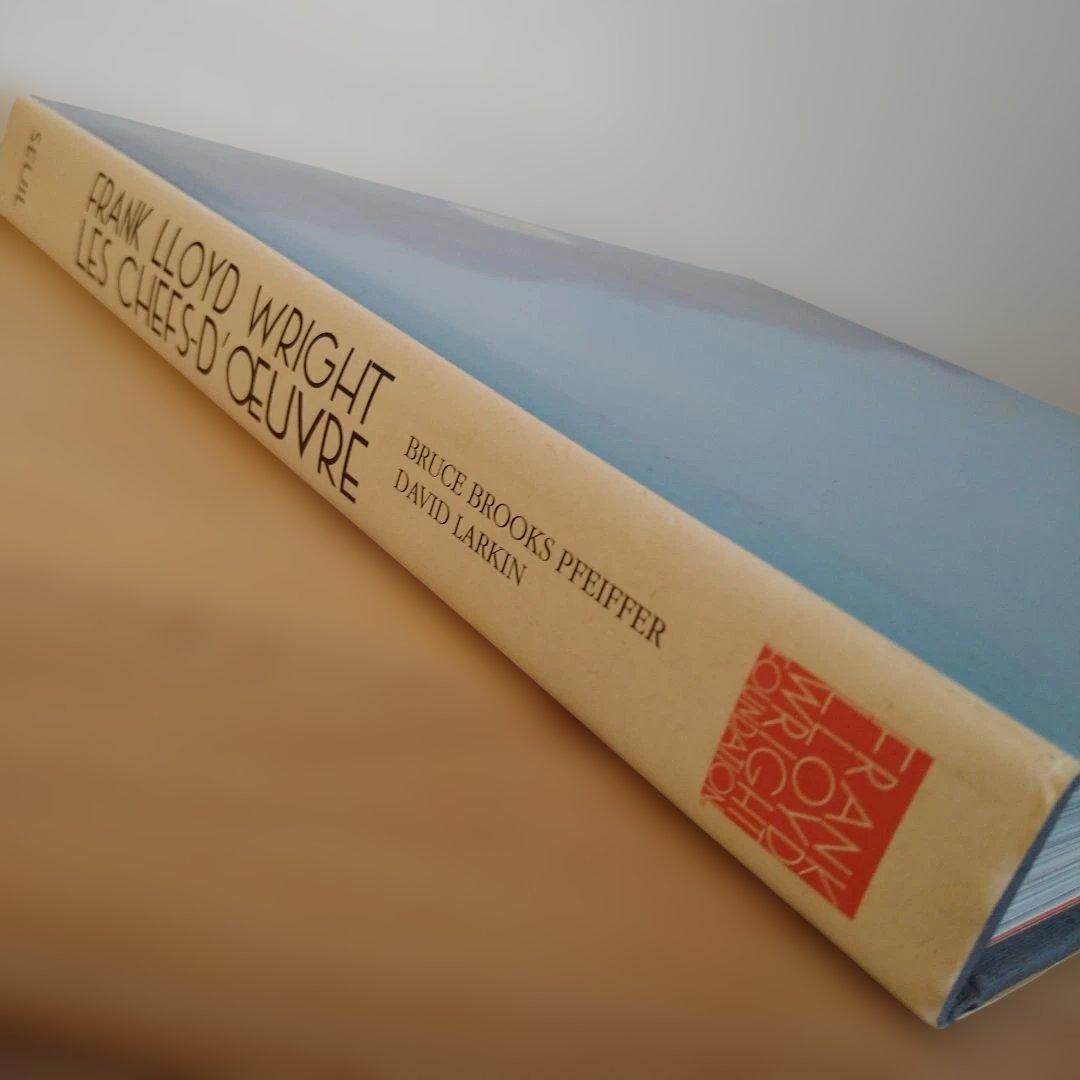 SEUIL
FRANK LLOYD WRIGHT
LES CHEFS-D'ŒUVRE
BRUCE BROOKS PFEIFFER
DAVID LARKIN
FRANK
LLOYD
WRIGHT
FOUNDATION